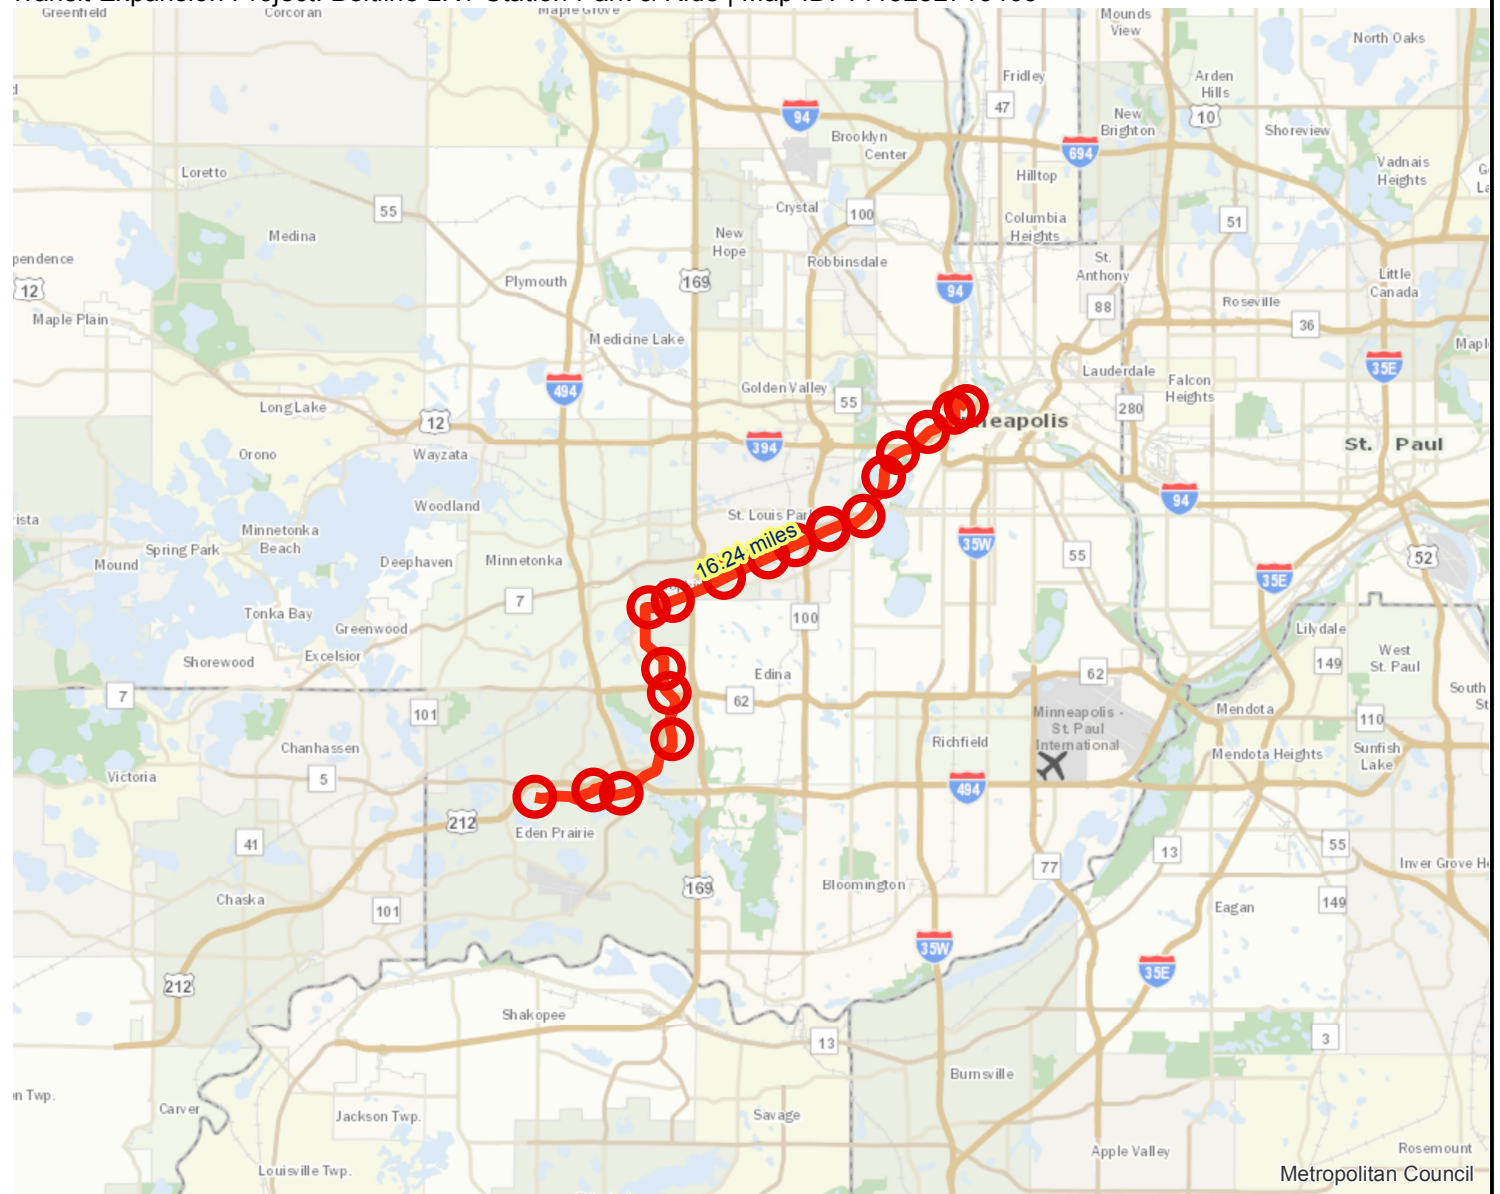 Greenfield
Corcoran
Mounds
View
North Oaks
Fridley
Arden
Hills
47
94
10
New
Brighton
Shoreview
Brooklyn
Center
694
Vadnais
Heights
Loretto
Hilltop
55
Crystal
100
Columbia
Heights
51
Medina
New
Hope
pendence
Robbinsdale
St.
Anthony
12
Plymouth
169
94
Little
Canada
88
Roseville
Maple Plain
36
Medicine Lake
Mapl
35E
Lauderdale
Falcon
Heights
494
Golden Valley
55
Long Lake
280
12
neapolis
394
St. Paul
Orono
Wayzata
94
Woodland
St. Louis Par
Minnetonka
Beach
Spring Park
35W
55
52
16.24 miles
Mound
Deephaven
Minnetonka
35E
7
Tonka Bay
100
Greenwood
Lilydale
Excelsior
149
West
St. Paul
Shorewood
Edina
62
7
62
South
St
101
Minneapolis -
St. Paul
International
Mendota
110
Richfield
Chanhassen
Mendota Heights
Sunfish
Lake
Victoria
5
494
212
Eden Prairie
41
13
55
77
Inver Grove H
169
Bloomington
Chaska
101
149
Eagan
35W
35E
212
Shakopee
13
3
Burnsville
n Twp.
Carver
Jackson Twp.
Savage
Apple Valley
Rosemount
Louisville Twp.
Metropolitan Council